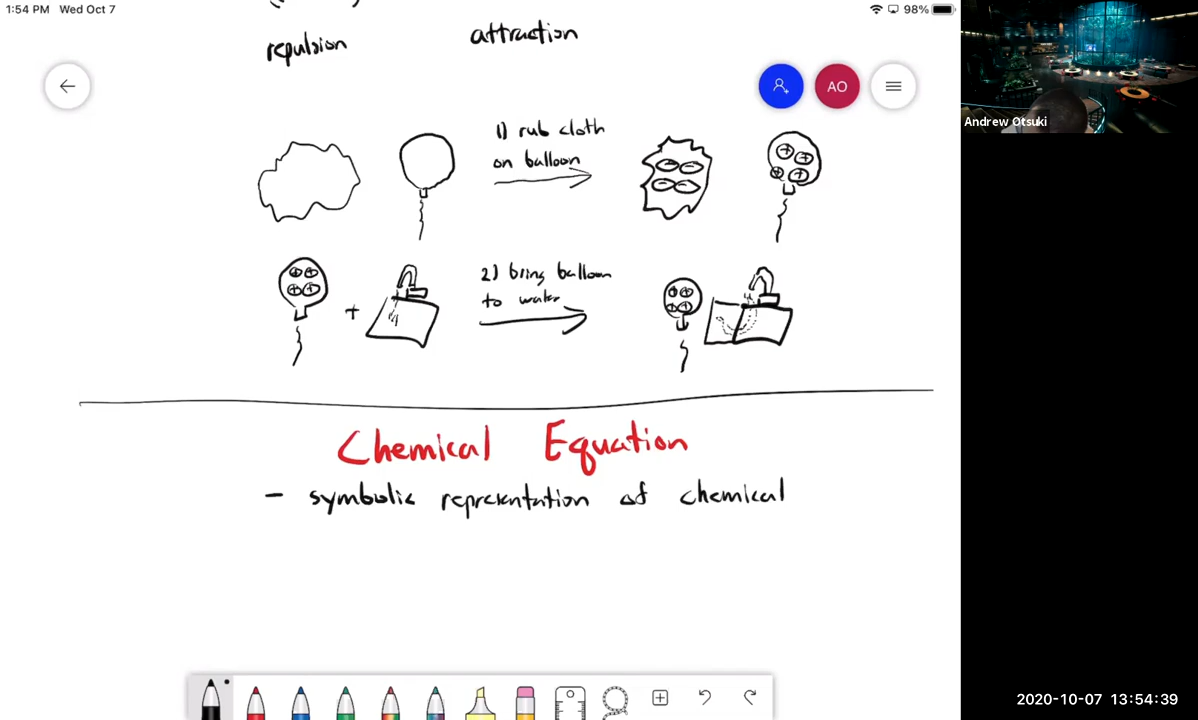 1:54 PM Wed Oct 7
98%
repulsion
attraction
AO
Andrew Otsuki
1) rub cloth
on balloon
+ + + +
+ +
+ +
+
2) bring balloon
to water
+ +
+ +
Chemical Equation
- symbolic representation of chemical
2020-10-07 13:54:39